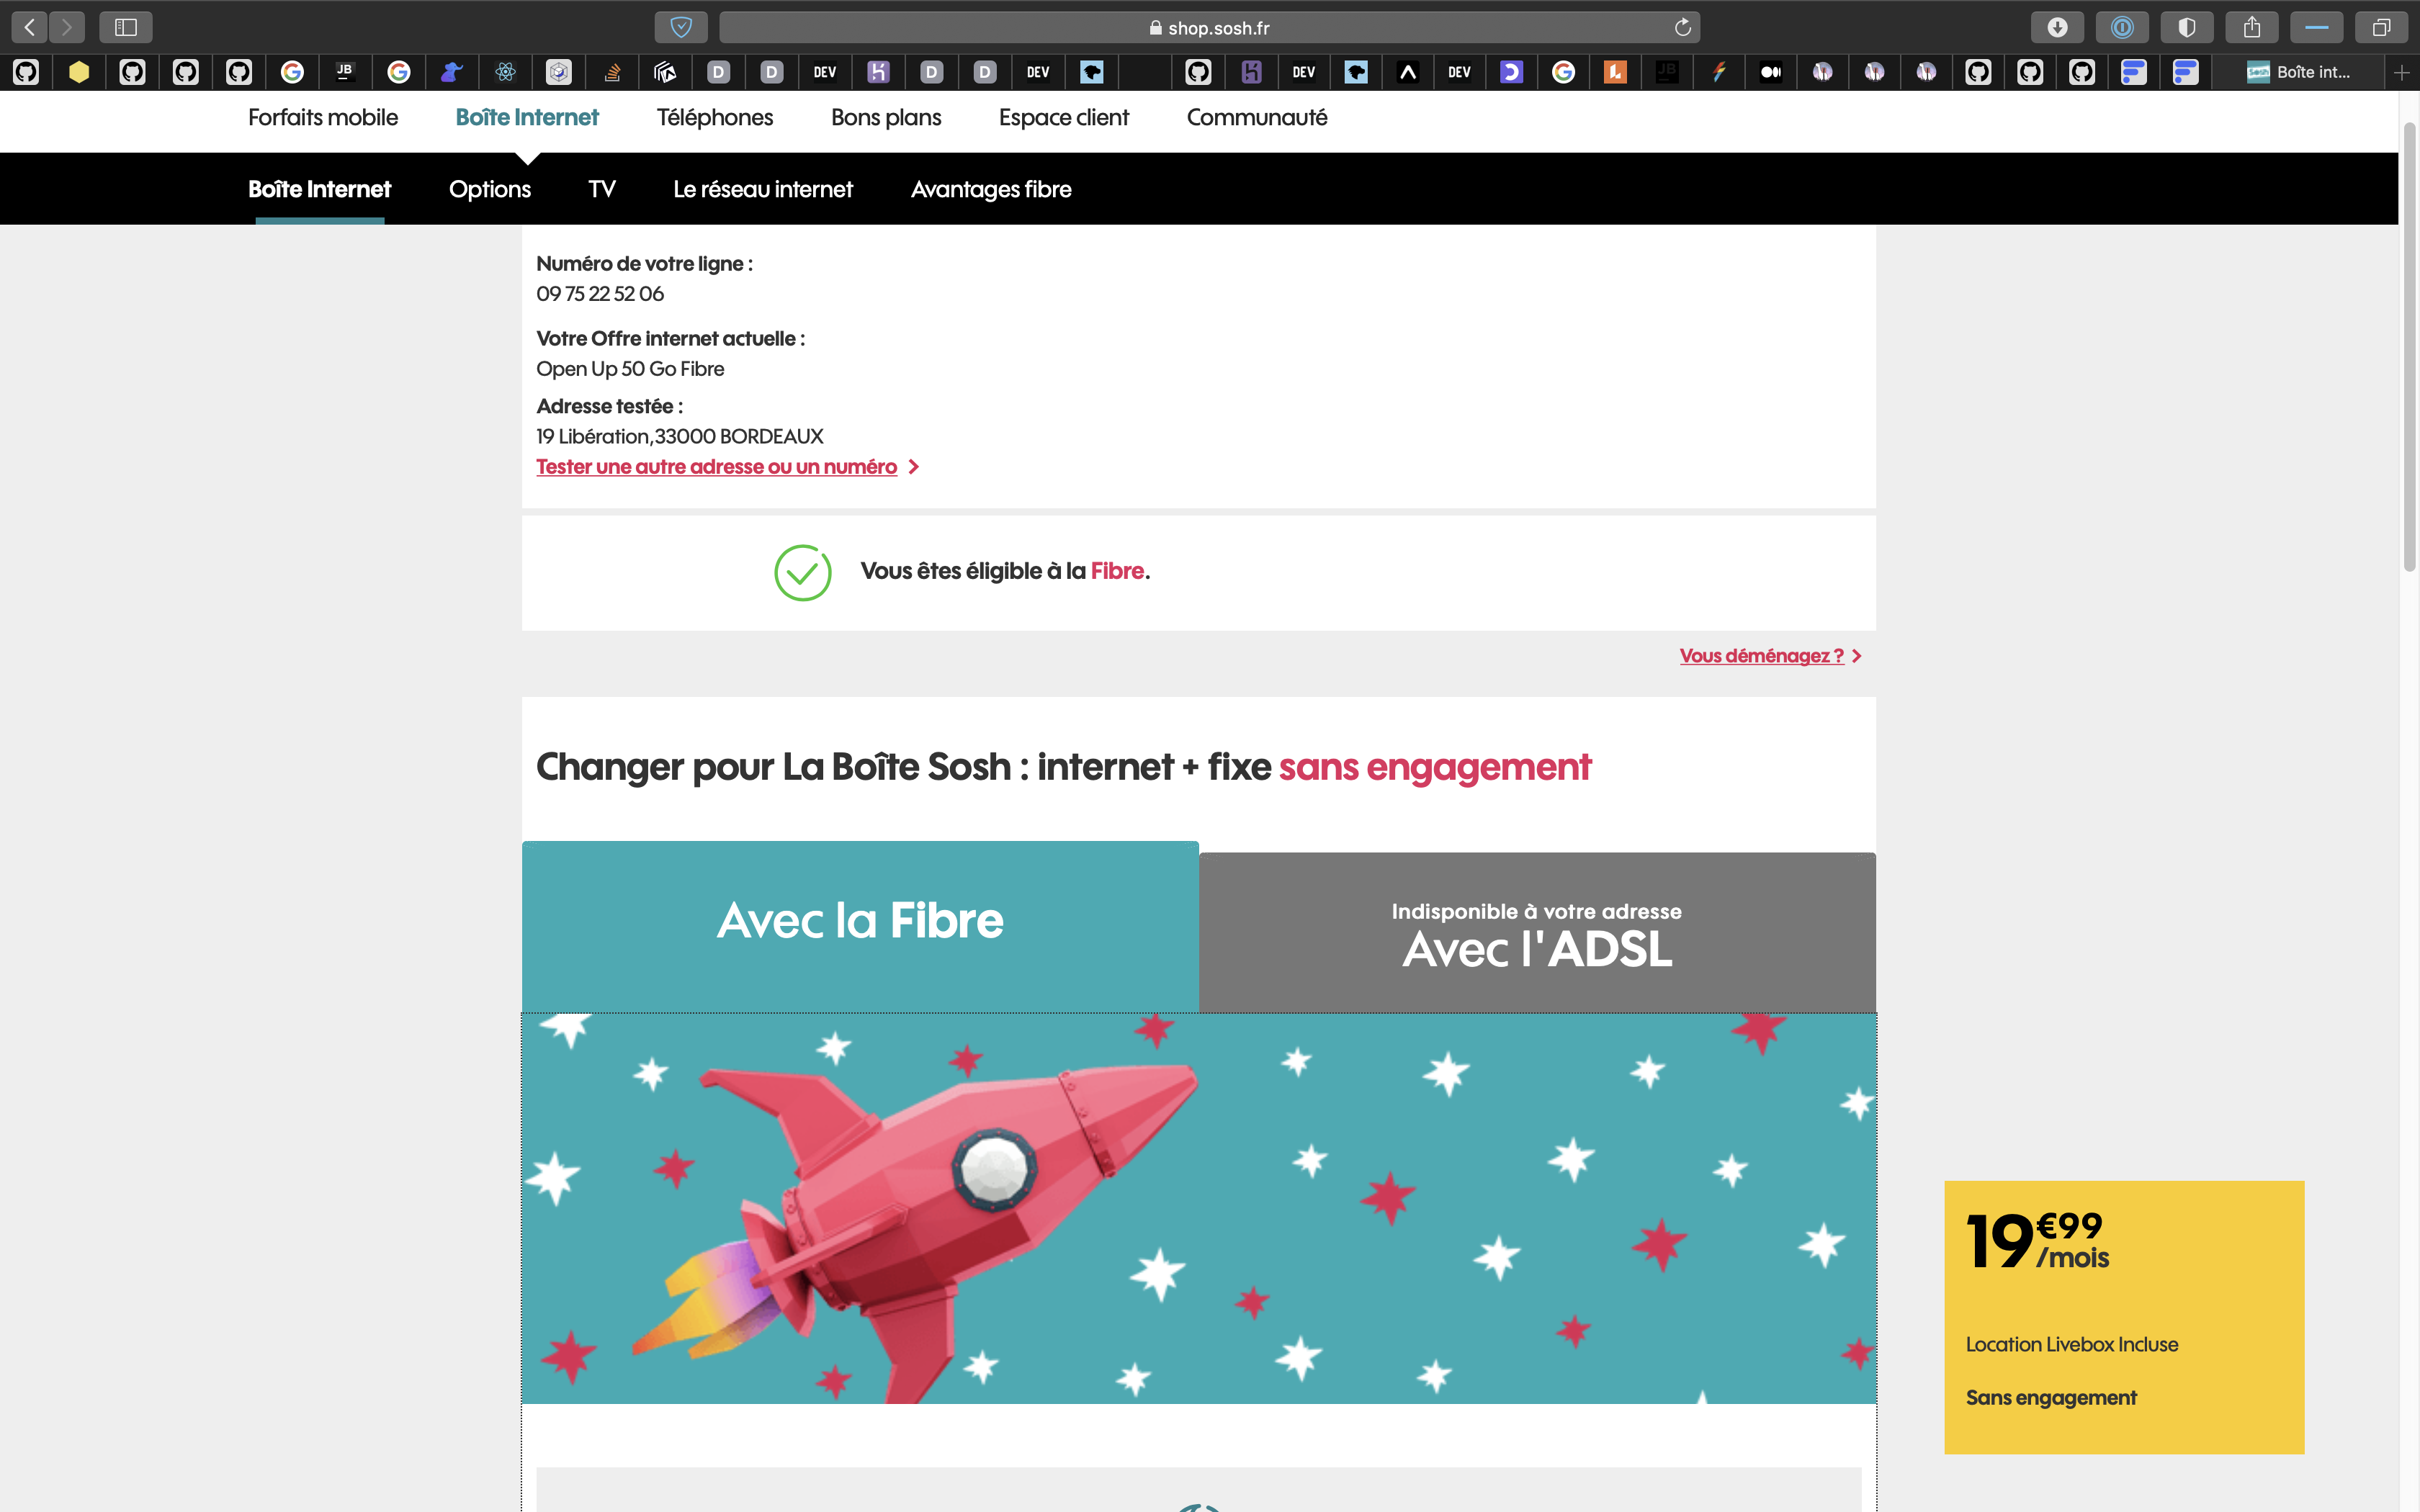 shop.sosh.fr
JB
D
D
DEV
D
D
DEV
DEV
DEV
JB
sosh
Boîte int...
Forfaits mobile
Boîte Internet
Téléphones
Bons plans
Espace client
Communauté
Boîte Internet
Options
TV
Le réseau internet
Avantages fibre
Numéro de votre ligne :
09 75 22 52 06
Votre Offre internet actuelle :
Open Up 50 Go Fibre
Adresse testée :
19 Libération,33000 BORDEAUX
Tester une autre adresse ou un numéro
Vous êtes éligible à la Fibre.
Vous déménagez ?
Changer pour La Boîte Sosh : internet + fixe sans engagement
Avec la Fibre
Indisponible à votre adresse
Avec l'ADSL
19€99
/mois
Location Livebox Incluse
Sans engagement